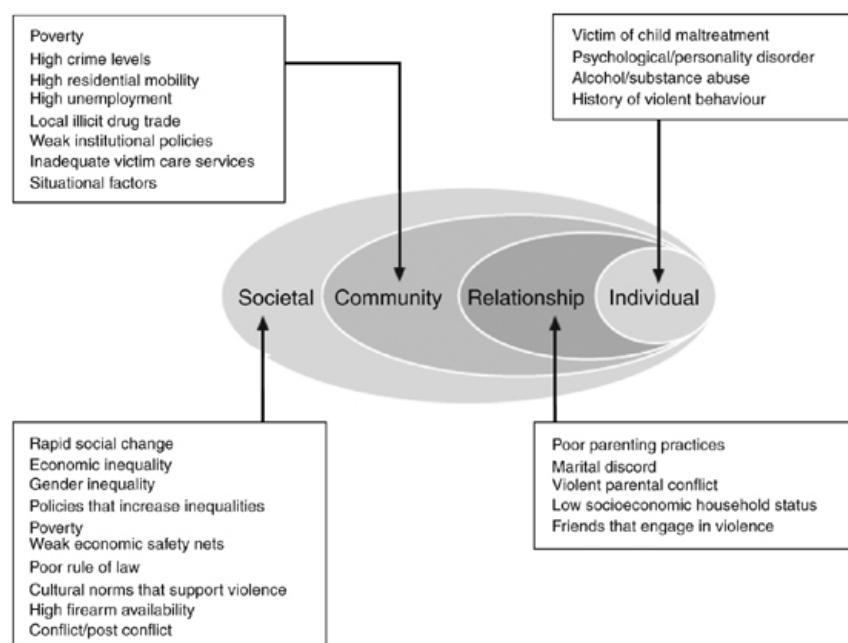 Poverty
High crime levels
High residential mobility
High unemployment
Local illicit drug trade
Weak institutional policies
Inadequate victim care services
Situational factors
Victim of child maltreatment
Psychological/personality disorder
Alcohol/substance abuse
History of violent behaviour
Societal
Community
Relationship
Individual
Rapid social change
Economic inequality
Gender inequality
Policies that increase inequalities
Poverty
Weak economic safety nets
Poor rule of law
Cultural norms that support violence
High firearm availability
Conflict/post conflict
Poor parenting practices
Marital discord
Violent parental conflict
Low socioeconomic household status
Friends that engage in violence